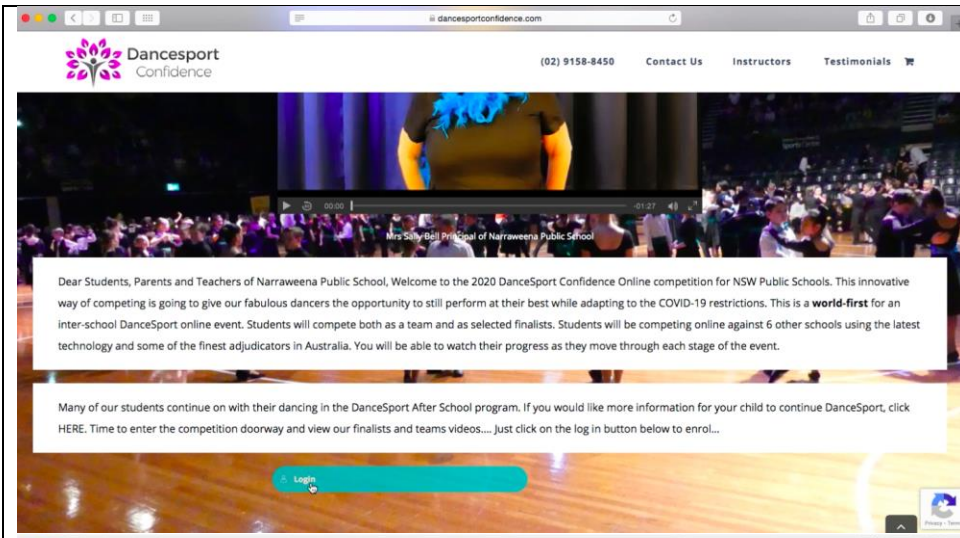 dancesportconfidence.com
Dancesport
Confidence
(02) 9158-8450 Contact Us Instructors Testimonials
00:00 -01:27
Mrs Sally Bell Principal of Narraweena Public School
Dear Students, Parents and Teachers of Narraweena Public School, Welcome to the 2020 DanceSport Confidence Online competition for NSW Public Schools. This innovative
way of competing is going to give our fabulous dancers the opportunity to still perform at their best while adapting to the COVID-19 restrictions. This is a world-first for an
inter-school DanceSport online event. Students will compete both as a team and as selected finalists. Students will be competing online against 6 other schools using the latest
technology and some of the finest adjudicators in Australia. You will be able to watch their progress as they move through each stage of the event.
Many of our students continue on with their dancing in the DanceSport After School program. If you would like more information for your child to continue DanceSport, click
HERE. Time to enter the competition doorway and view our finalists and teams videos.... Just click on the log in button below to enrol...
Login
Privacy - Terms